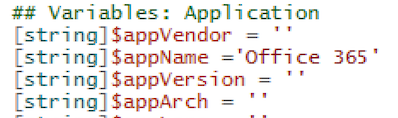 ## Variables: Application
[string]$appVendor = ''
[string]$appName ='Office 365'
[string]$appVersion = ''
[string]$appArch = ''